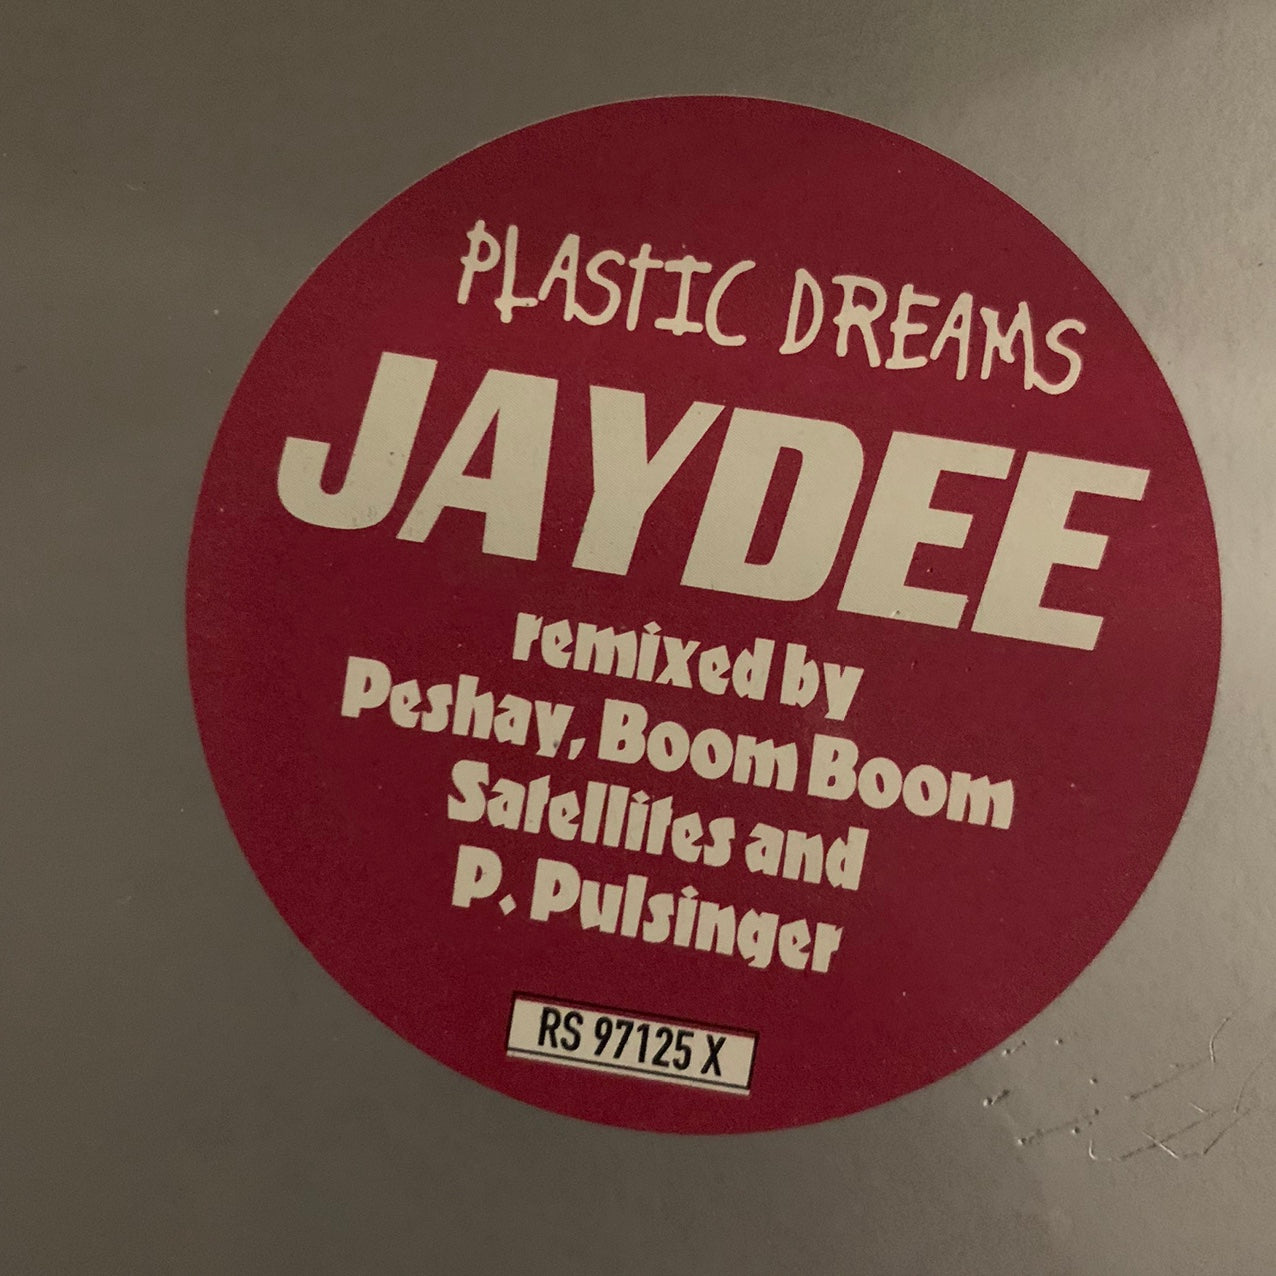 PLASTIC DREAMS
JAYDEE
remixed by
Peshay, Boom Boom
Satellites and
P. Pulsinger
RS 97125 X